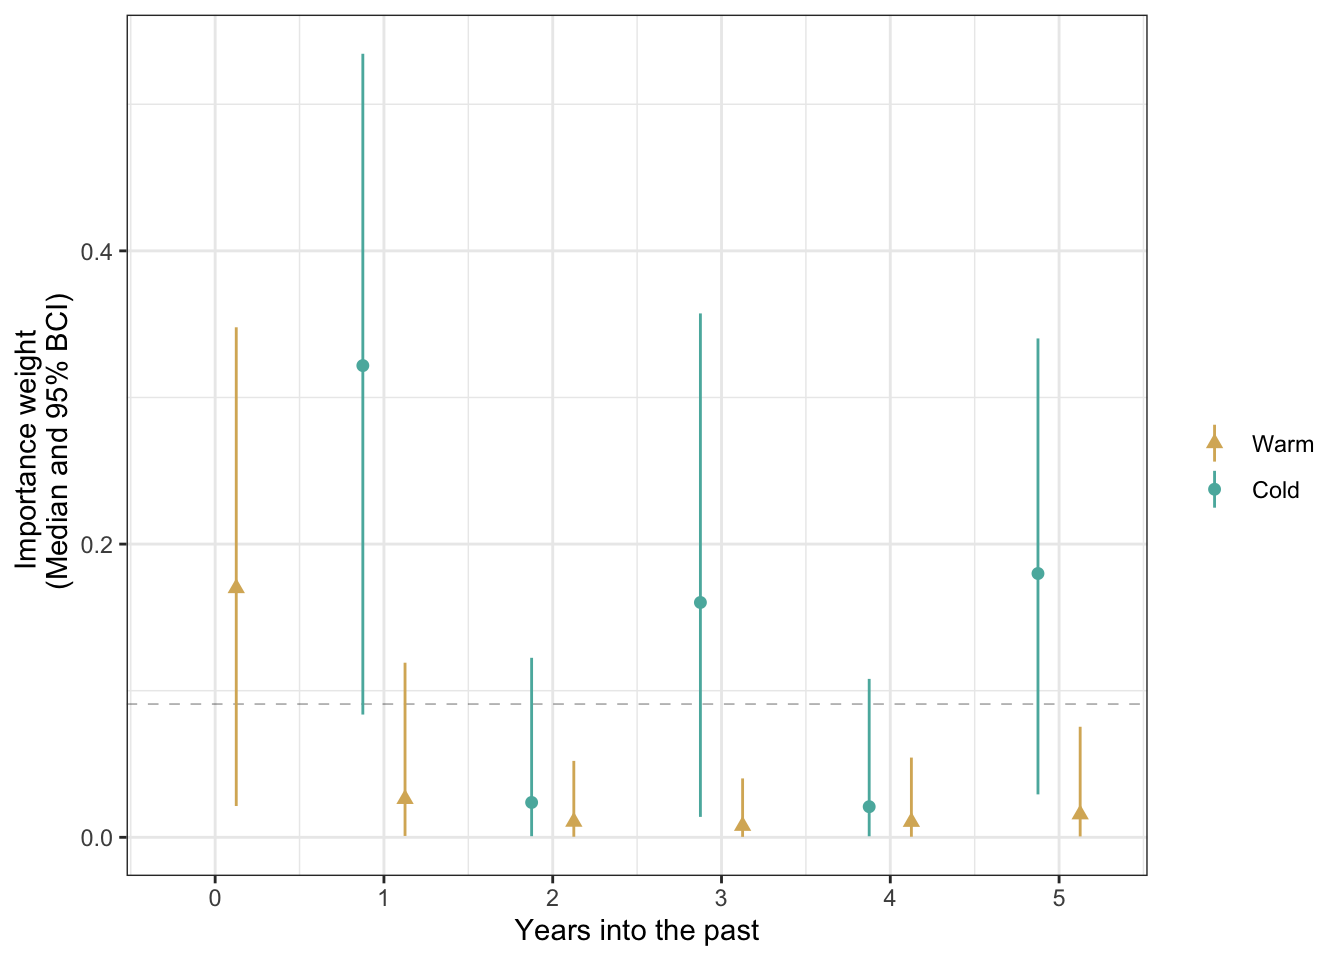 Importance weight
(Median and 95% BCI)
0.4
0.2
0.0
0 1 2 3 4 5
Years into the past
Warm
Cold